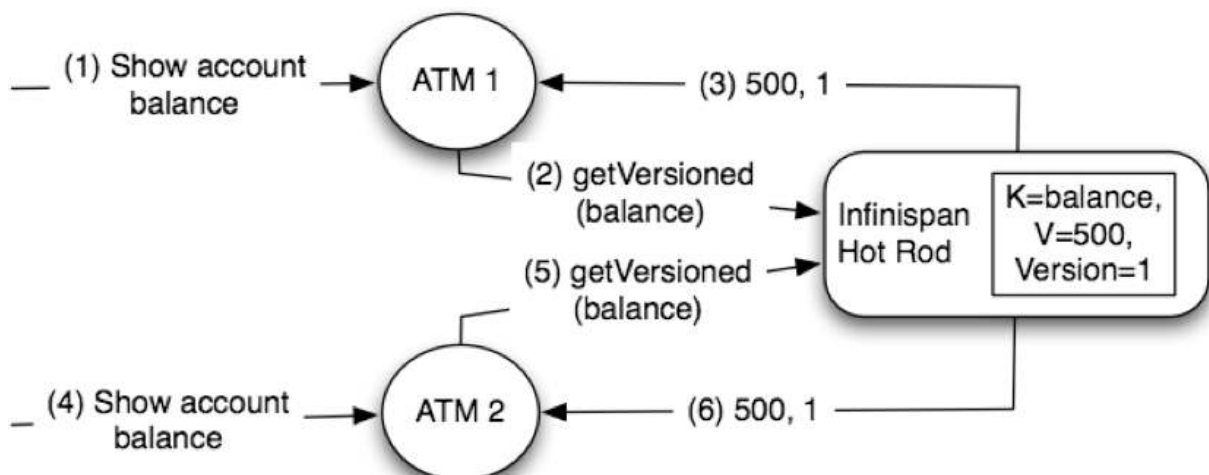 (1) Show account
balance
ATM 1
(3) 500, 1
(2) getVersioned
(balance)
Infinispan
Hot Rod
K=balance,
V=500,
Version=1
(5) getVersioned
(balance)
(4) Show account
balance
ATM 2
(6) 500, 1